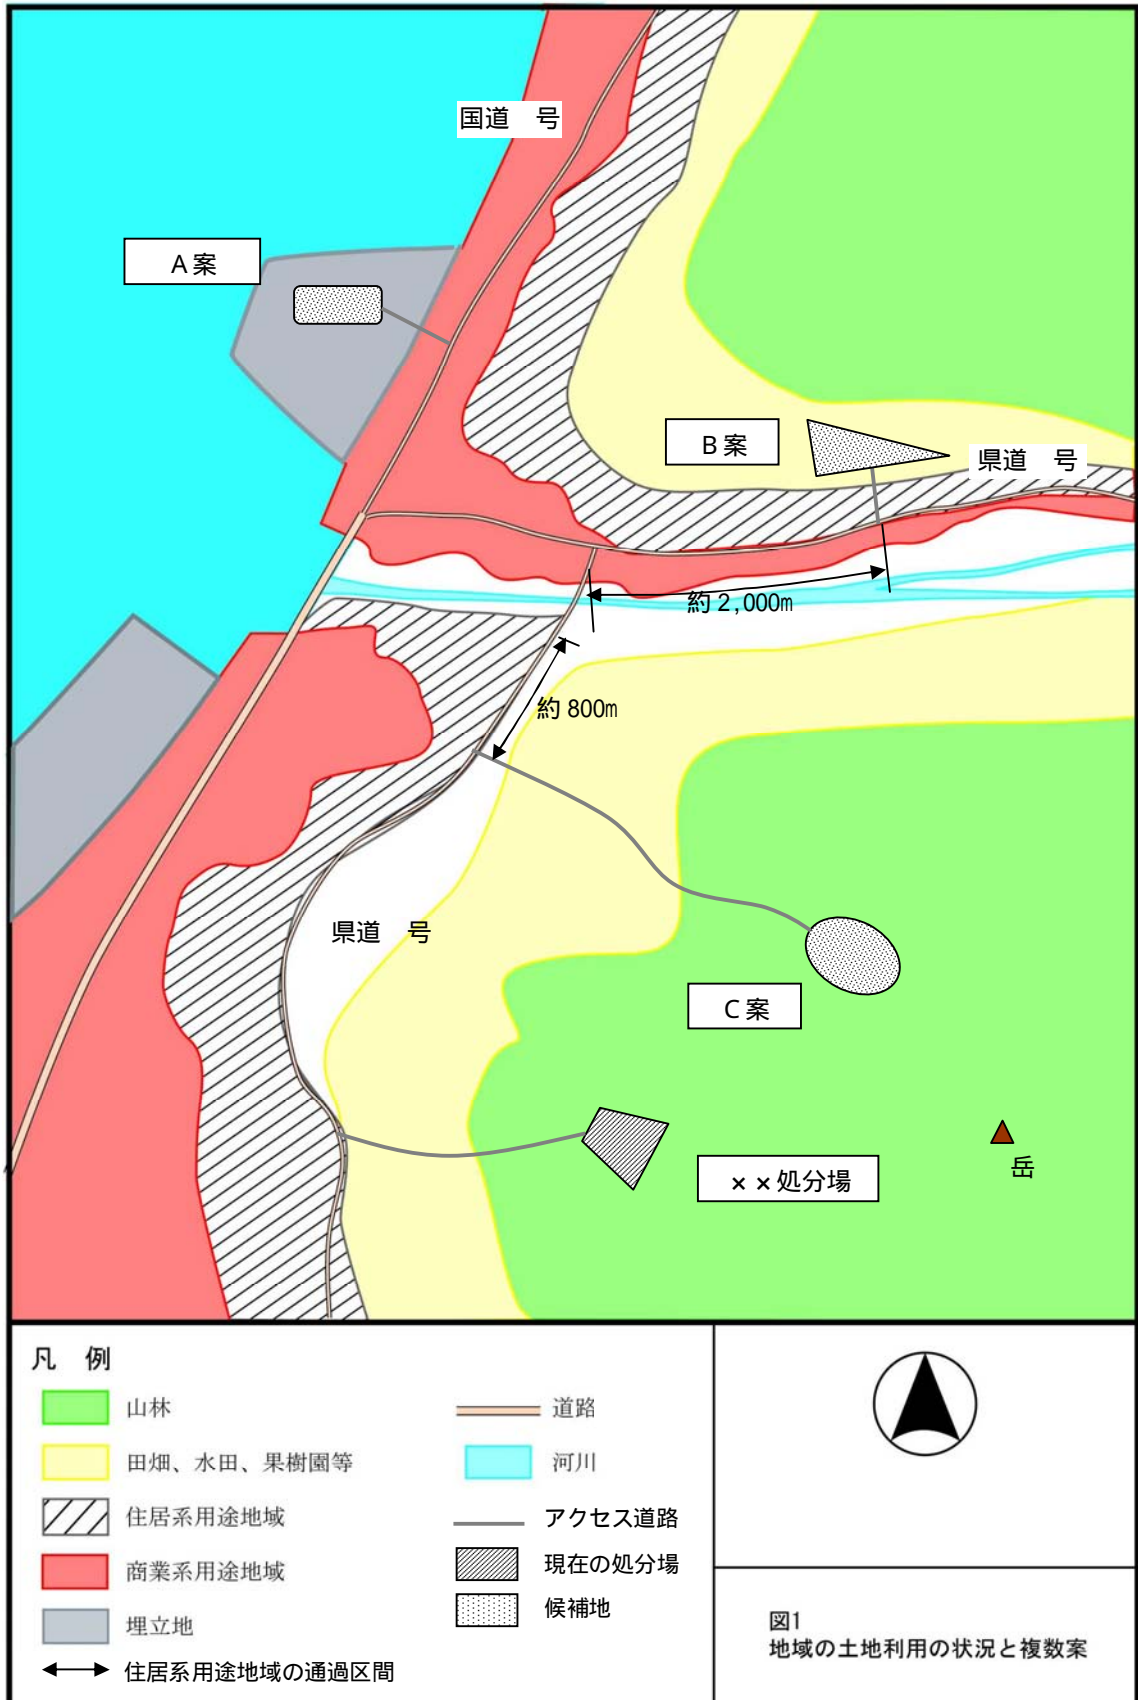 国道　号
A案
B案
県道　号
約2,000m
約800m
県道　号
C案
××処分場
岳
凡　例
山林
田畑、水田、果樹園等
住居系用途地域
商業系用途地域
埋立地
住居系用途地域の通過区間
道路
河川
アクセス道路
現在の処分場
候補地
図1
地域の土地利用の状況と複数案